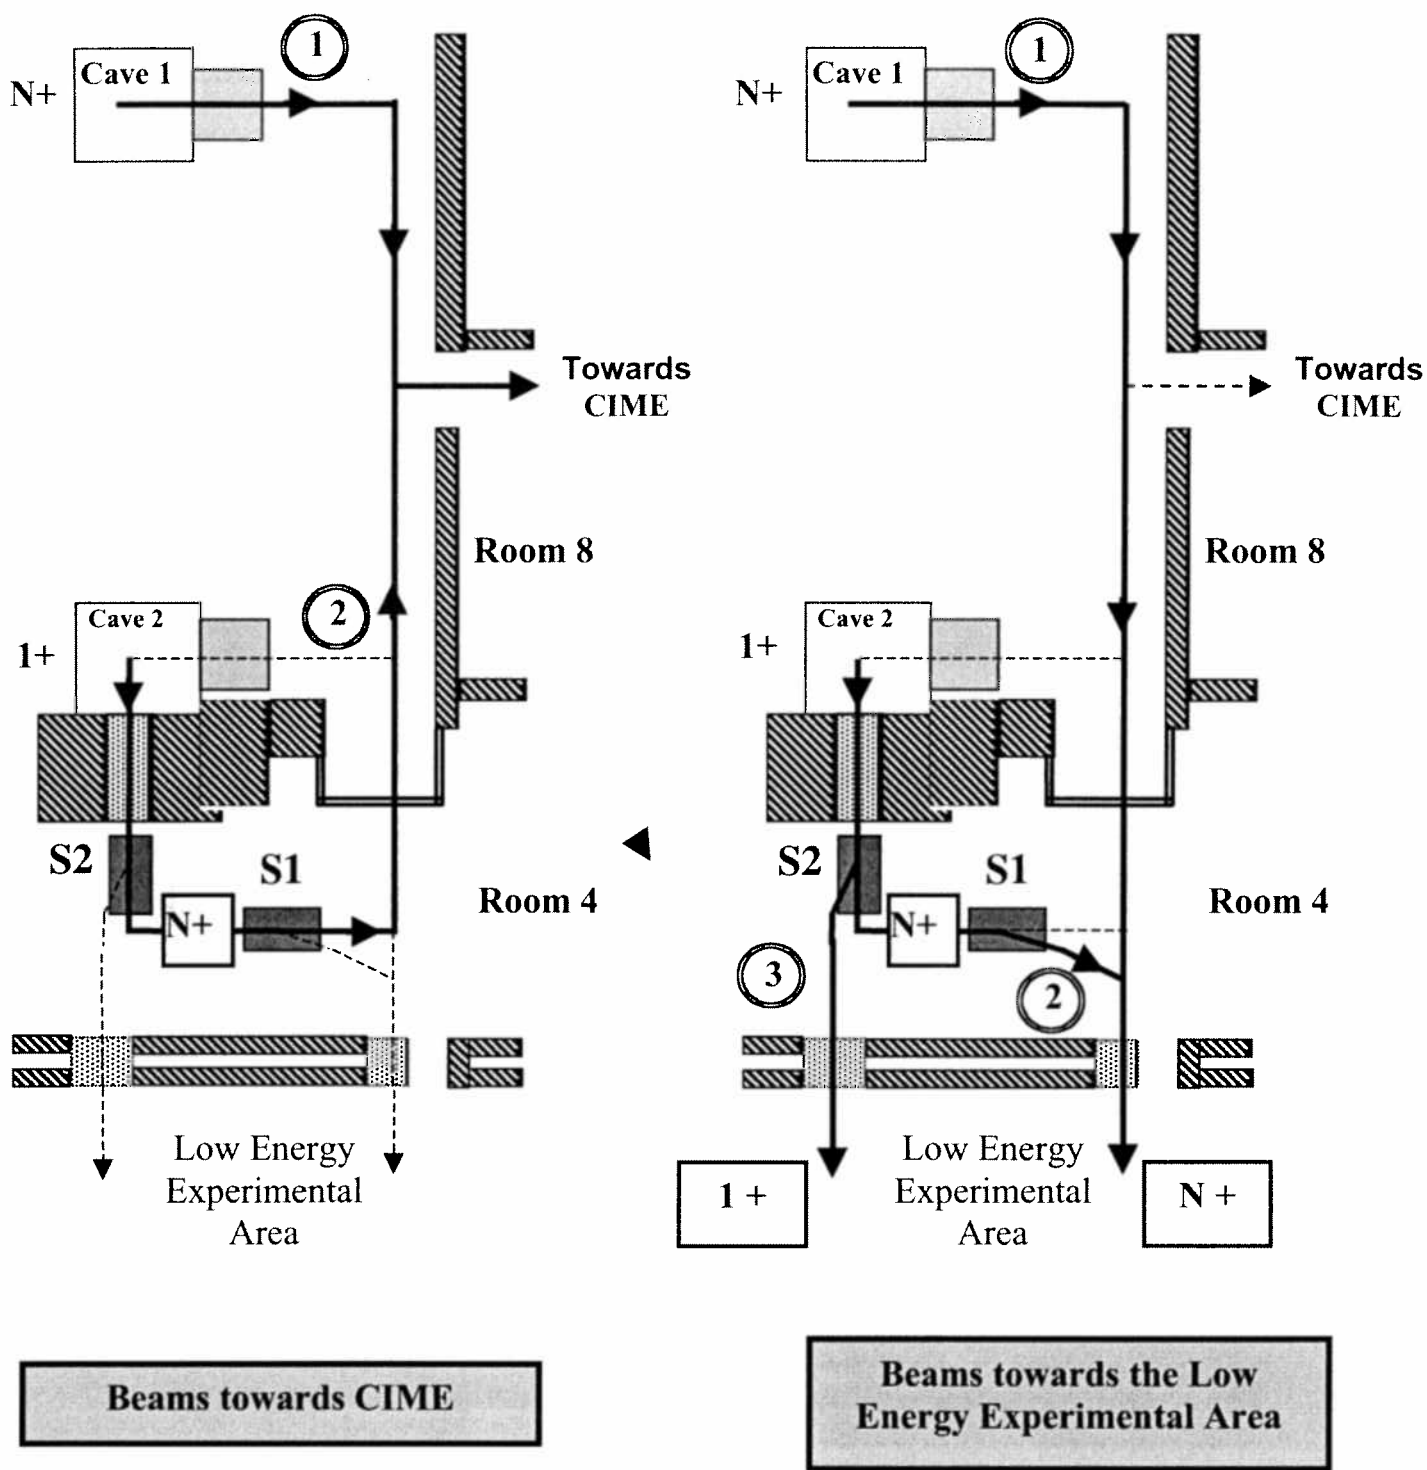 1
Cave 1
N+
Towards
CIME
Room 8
2
Cave 2
1+
S2
S1
N+
Room 4
Low Energy
Experimental
Area
Beams towards CIME
1
Cave 1
N+
Towards
CIME
Room 8
Cave 2
1+
S2
S1
N+
Room 4
3
2
Low Energy
Experimental
Area
1 +
N +
Beams towards the Low
Energy Experimental Area